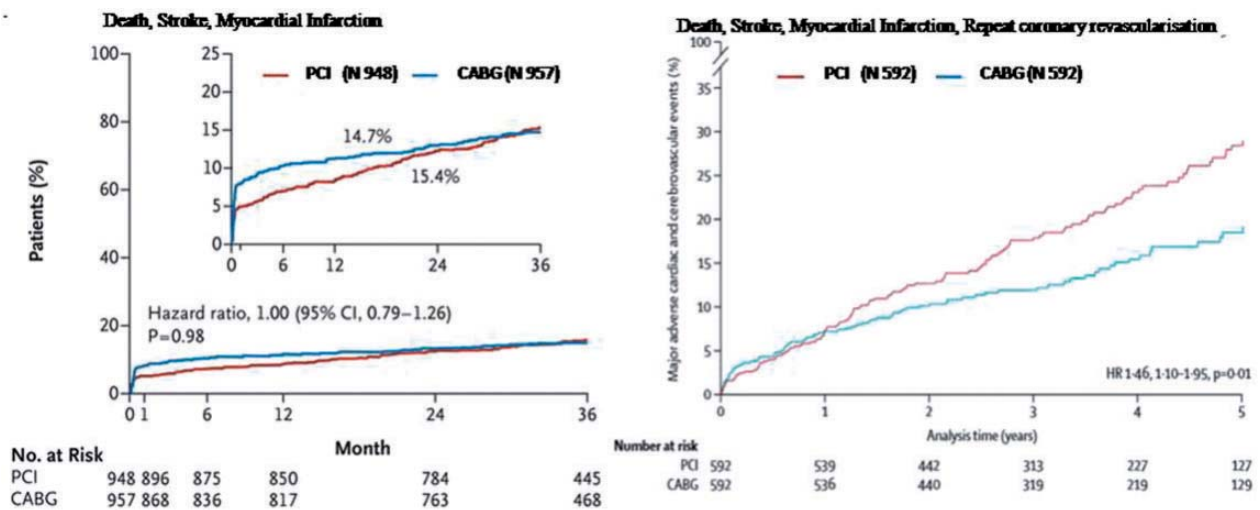 Death, Stroke, Myocardial Infarction
100
80
60
40
20
0
Patients (%)
25
20
15
10
5
0
PCI (N 948) CABG (N 957)
14.7%
15.4%
0 6 12 24 36
Hazard ratio, 1.00 (95% CI, 0.79–1.26)
P=0.98
0 1 6 12 24 36
Month
No. at Risk
PCI 948 896 875 850 784 445
CABG 957 868 836 817 763 468
Death, Stroke, Myocardial Infarction, Repeat coronary revascularisation
Major adverse cardiac and cerebrovascular events (%)
100
35
30
25
20
15
10
5
0
PCI (N 592) CABG (N 592)
HR 1·46, 1·10-1·95, p=0·01
0 1 2 3 4 5
Analysis time (years)
Number at risk
PCI 592 539 442 313 227 127
CABG 592 536 440 319 219 129